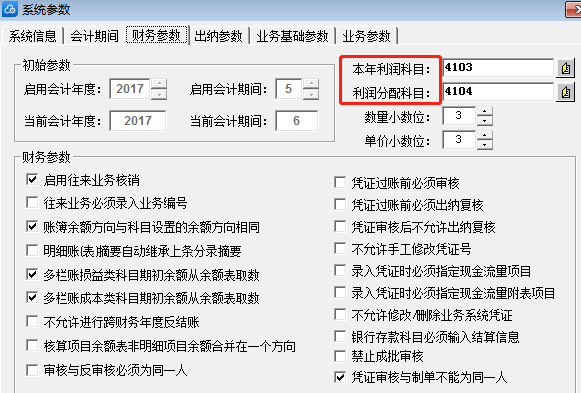 系统参数
系统信息 会计期间 财务参数 出纳参数 业务基础参数 业务参数
初始参数
启用会计年度: 2017 启用会计期间: 5
当前会计年度: 2017 当前会计期间: 6
本年利润科目: 4103
利润分配科目: 4104
数量小数位: 3
单价小数位: 3
财务参数
启用往来业务核销
往来业务必须录入业务编号
账簿余额方向与科目设置的余额方向相同
明细账(表)摘要自动继承上条分录摘要
多栏账损益类科目期初余额从余额表取数
多栏账成本类科目期初余额从余额表取数
不允许进行跨财务年度反结账
核算项目余额表非明细项目余额合并在一个方向
审核与反审核必须为同一人
凭证过账前必须审核
凭证过账前必须出纳复核
凭证审核后不允许出纳复核
不允许手工修改凭证号
录入凭证时必须指定现金流量项目
录入凭证时必须指定现金流量附表项目
不允许修改/删除业务系统凭证
银行存款科目必须输入结算信息
禁止成批审核
凭证审核与制单不能为同一人